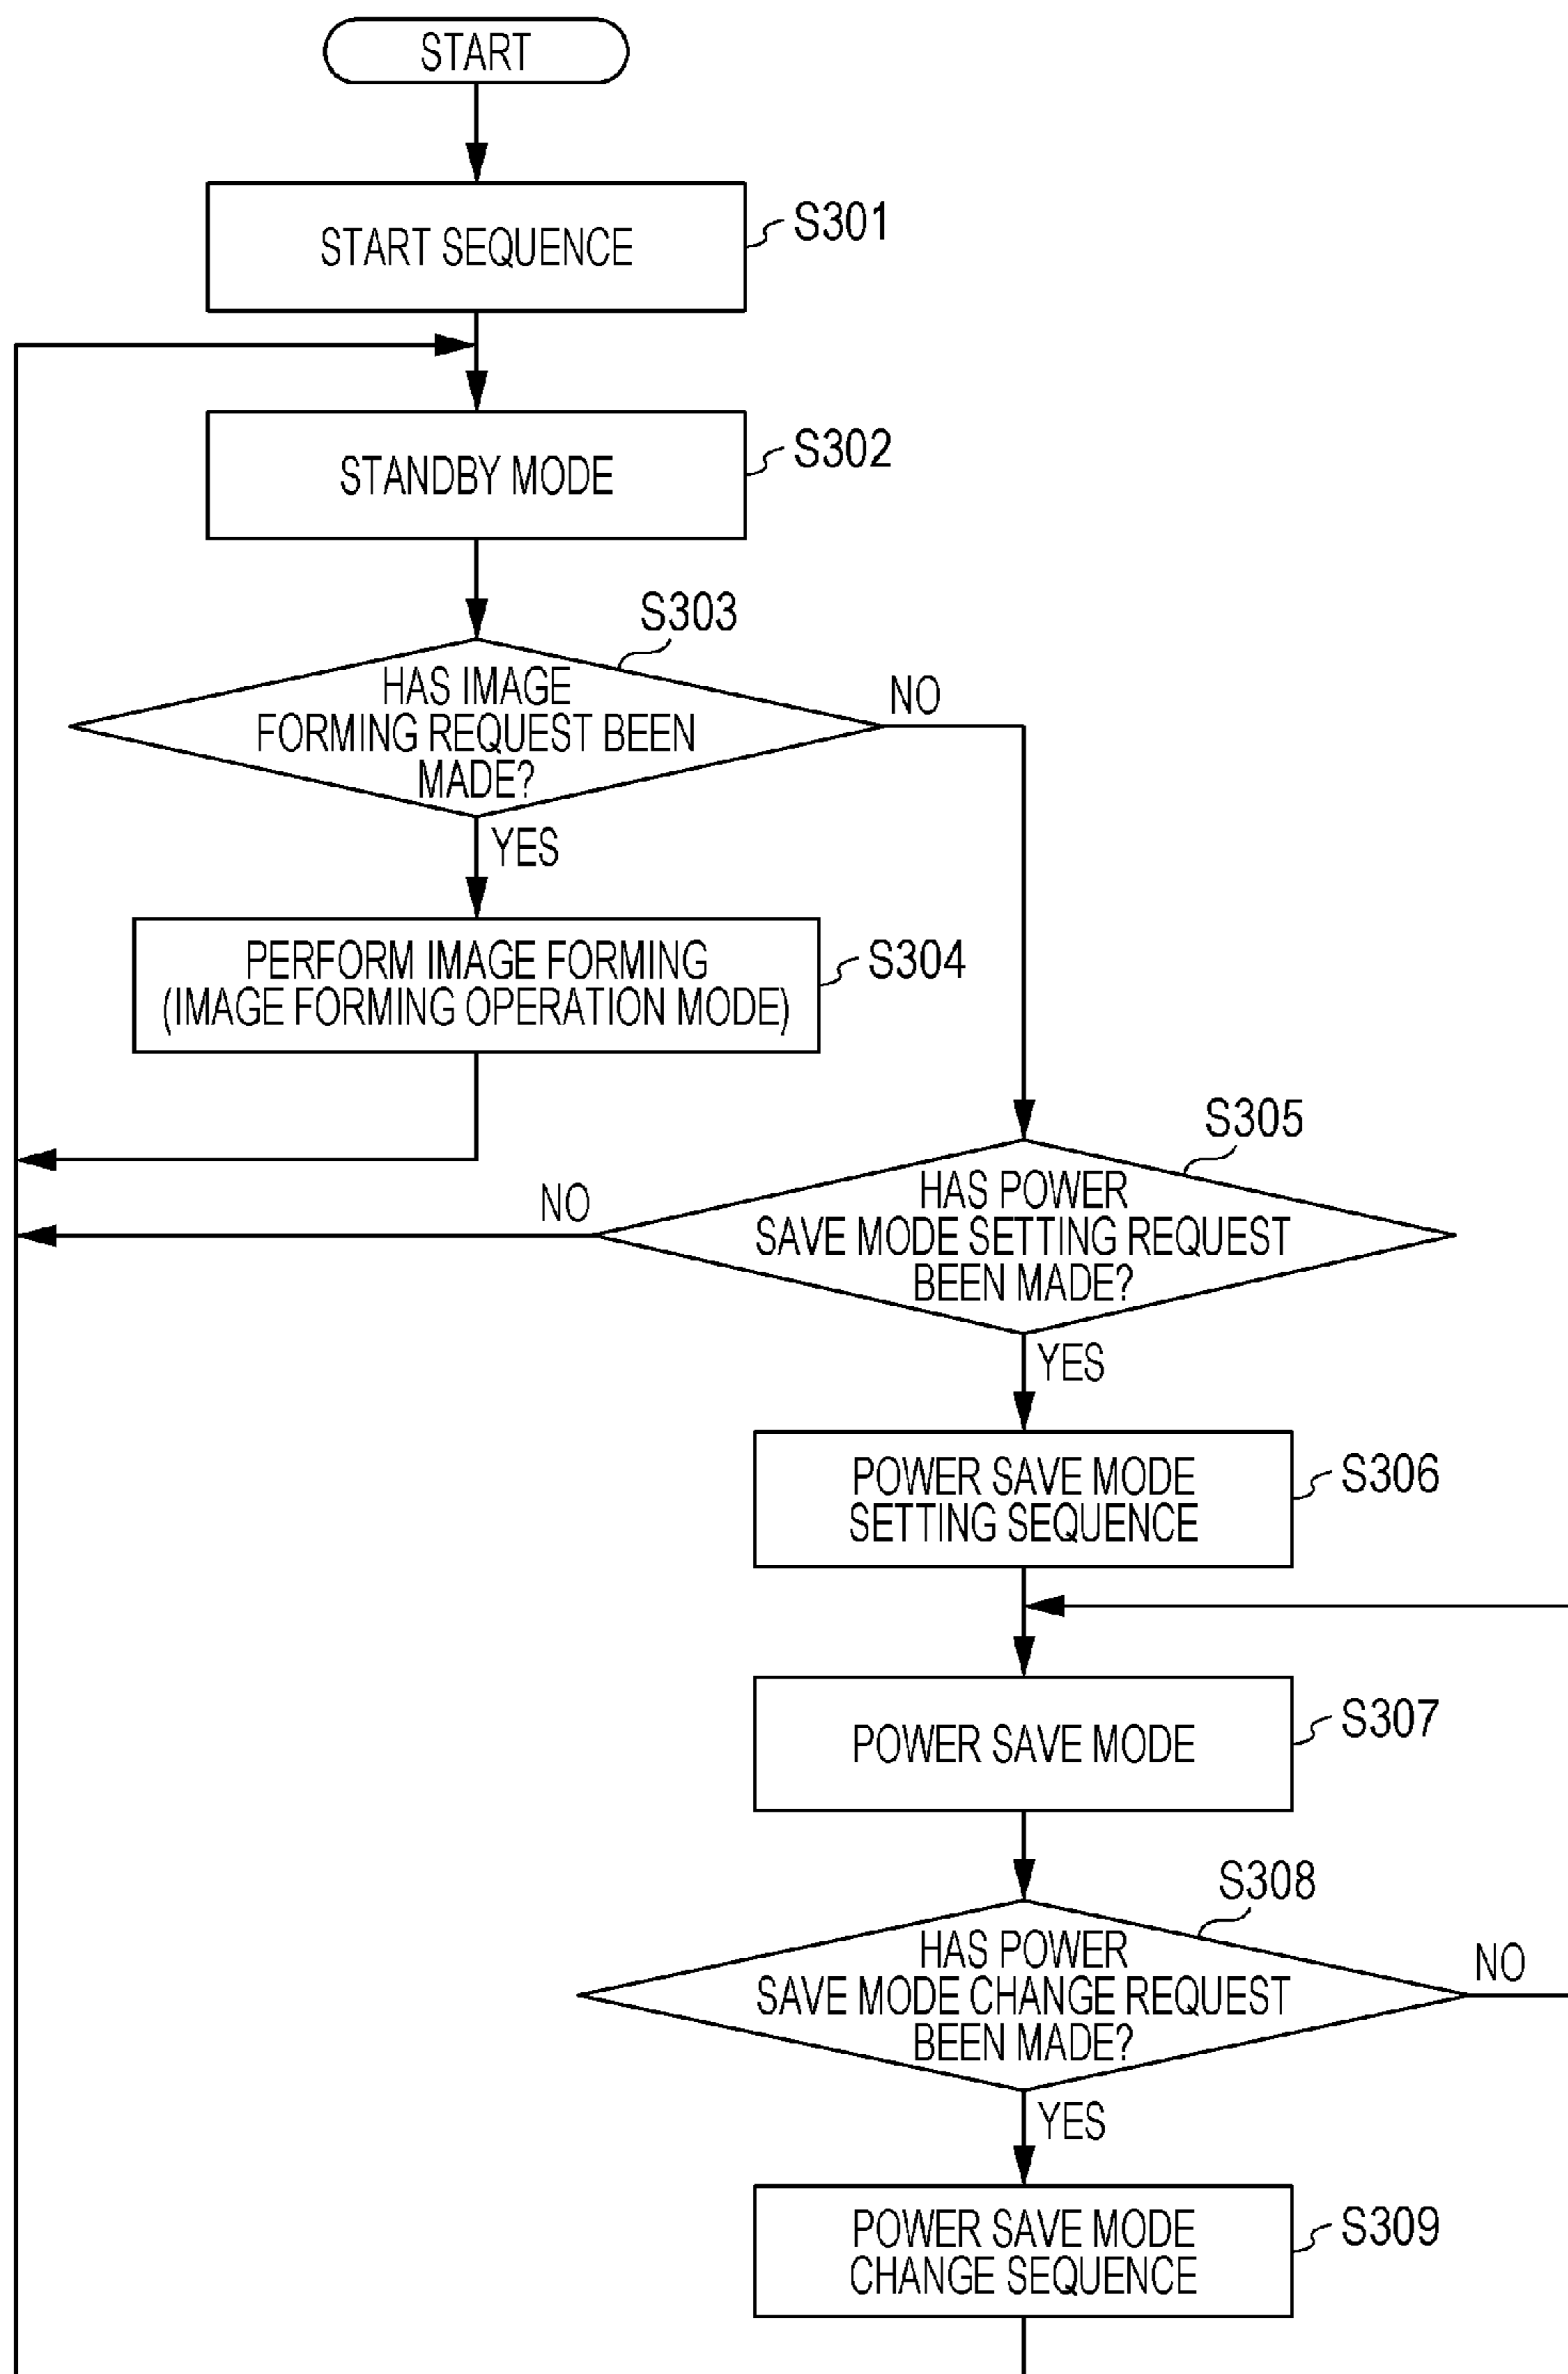 START
START SEQUENCE
S301
STANDBY MODE
S302
S303
HAS IMAGE
FORMING REQUEST BEEN
MADE?
NO
YES
PERFORM IMAGE FORMING
(IMAGE FORMING OPERATION MODE)
S304
S305
HAS POWER
SAVE MODE SETTING REQUEST
BEEN MADE?
NO
YES
POWER SAVE MODE
SETTING SEQUENCE
S306
POWER SAVE MODE
S307
S308
HAS POWER
SAVE MODE CHANGE REQUEST
BEEN MADE?
NO
YES
POWER SAVE MODE
CHANGE SEQUENCE
S309